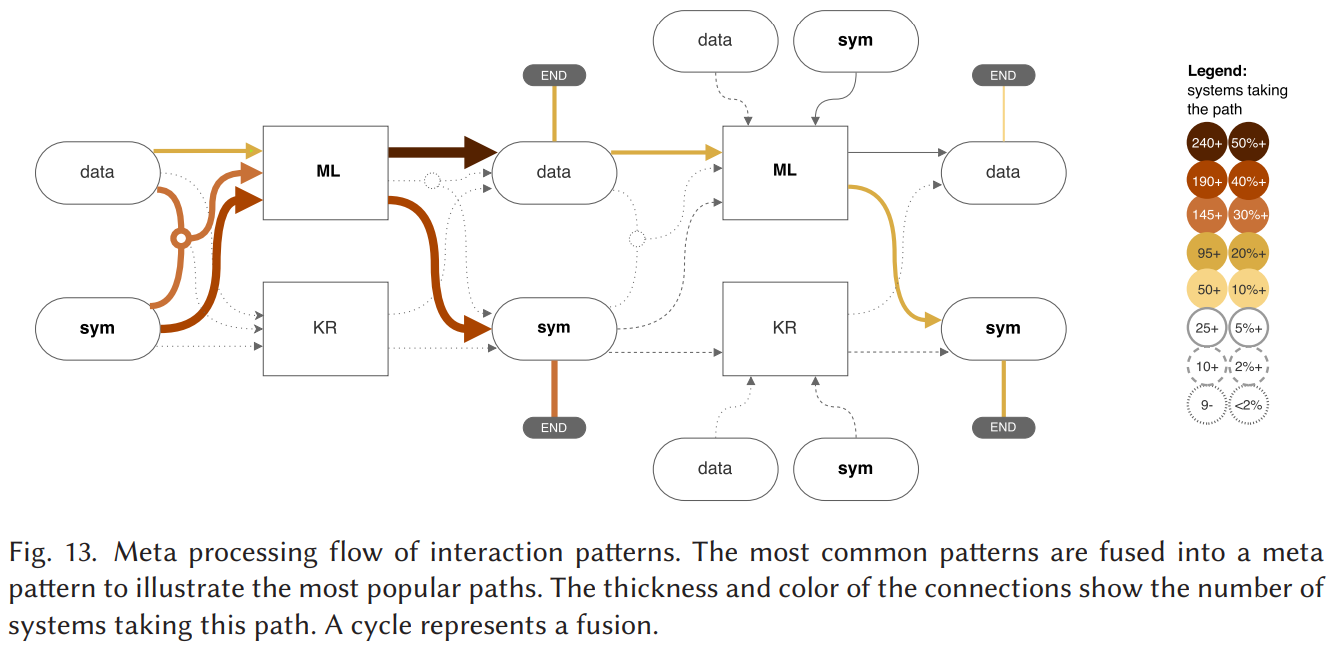 data
sym
END
END
Legend:
systems taking
the path
240+ 50%+
190+ 40%+
145+ 30%+
95+ 20%+
50+ 10%+
25+ 5%+
10+ 2%+
9- <2%
data
ML
data
ML
data
sym
KR
sym
KR
sym
END
END
data
sym
Fig. 13. Meta processing flow of interaction patterns. The most common patterns are fused into a meta
pattern to illustrate the most popular paths. The thickness and color of the connections show the number of
systems taking this path. A cycle represents a fusion.